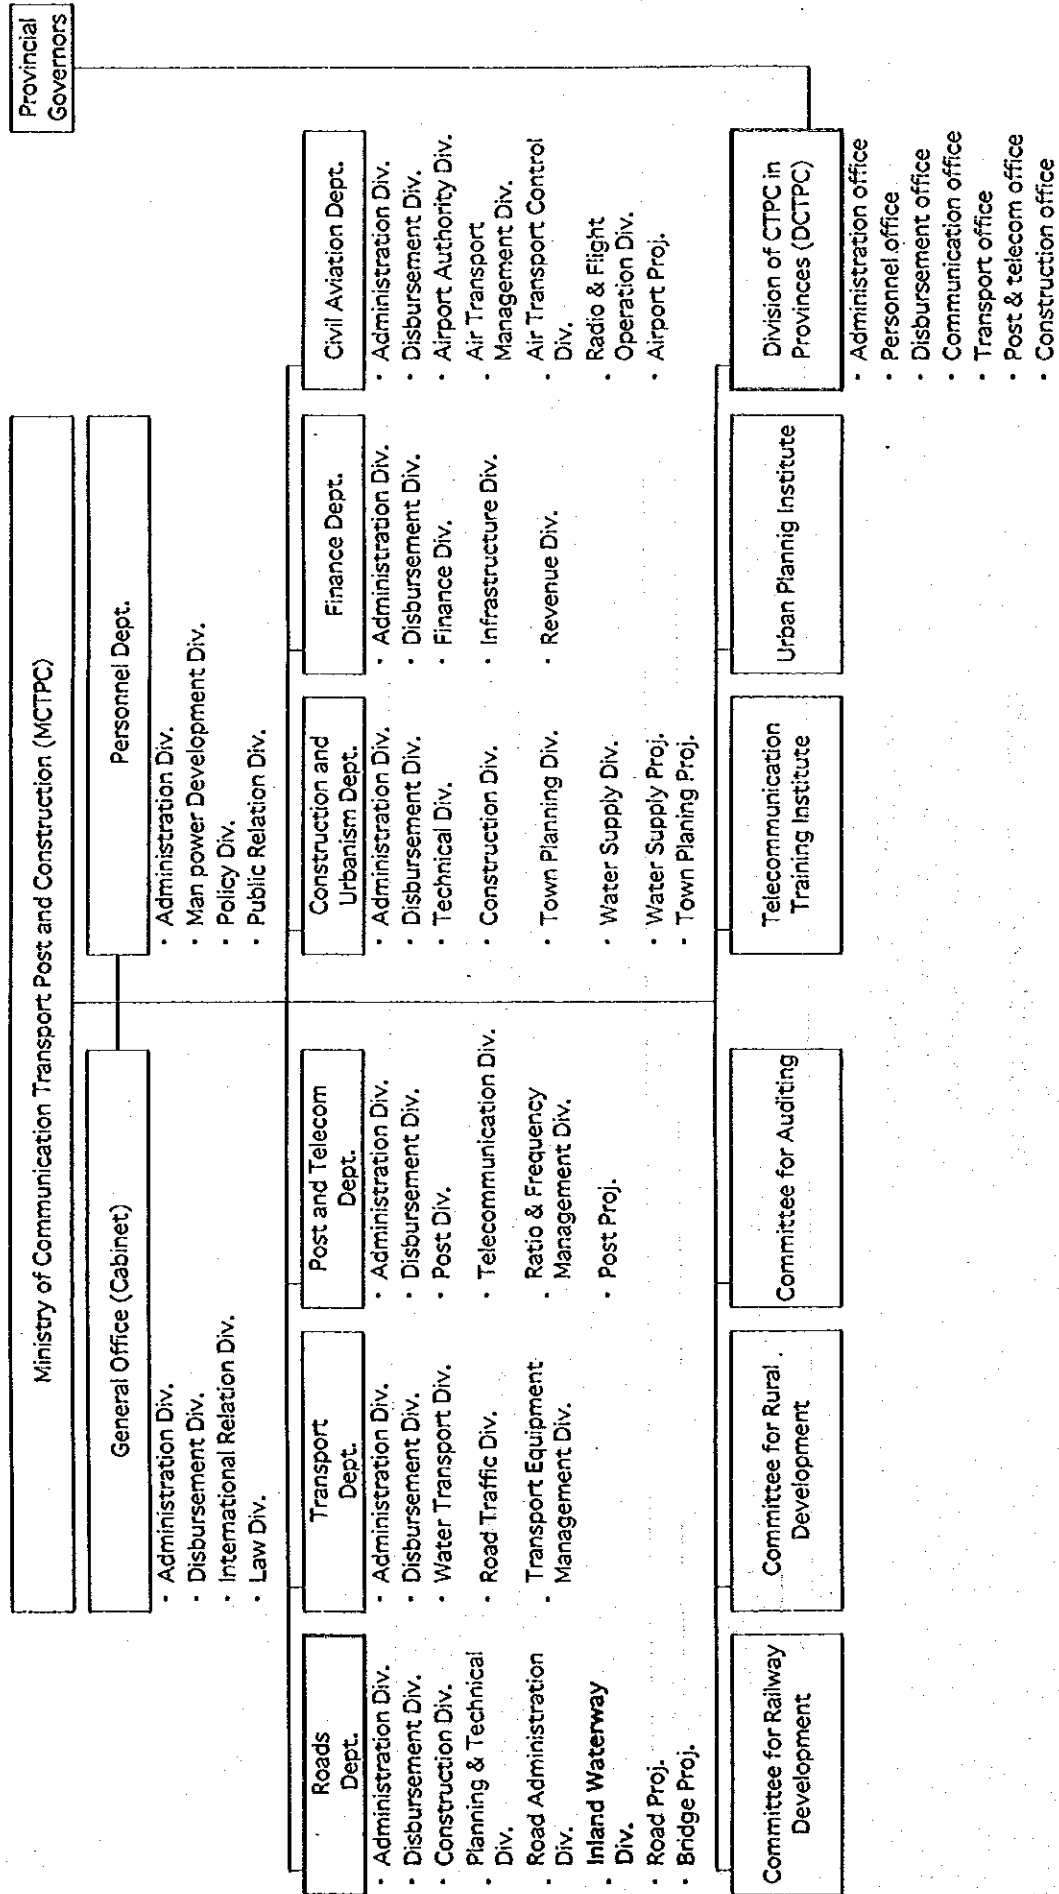 Ministry of Communication Transport Post and Construction (MCTPC)
Provincial
Governors
General Office (Cabinet)
· Administration Div.
· Disbursement Div.
· International Relation Div.
· Law Div.
Personnel Dept.
· Administration Div.
· Man power Development Div.
· Policy Div.
· Public Relation Div.
Roads
Dept.
· Administration Div.
· Disbursement Div.
· Construction Div.
· Planning & Technical
Div.
· Road Administration
Div.
· Inland Waterway
Div.
· Road Proj.
· Bridge Proj.
Transport
Dept.
· Administration Div.
· Disbursement Div.
· Water Transport Div.
· Road Traffic Div.
· Transport Equipment
Management Div.
Post and Telecom
Dept.
· Administration Div.
· Disbursement Div.
· Post Div.
· Telecommunication Div.
· Ratio & Frequency
Management Div.
· Post Proj.
Construction and
Urbanism Dept.
· Administration Div.
· Disbursement Div.
· Technical Div.
· Construction Div.
· Town Planning Div.
· Water Supply Div.
· Water Supply Proj.
· Town Planing Proj.
Finance Dept.
· Administration Div.
· Disbursement Div.
· Finance Div.
· Infrastructure Div.
· Revenue Div.
Civil Aviation Dept.
· Administration Div.
· Disbursement Div.
· Airport Authority Div.
· Air Transport
Management Div.
· Air Transport Control
Div.
· Radio & Flight
Operation Div.
· Airport Proj.
Committee for Railway
Development
Committee for Rural
Development
Committee for Auditing
Telecommunication
Training Institute
Urban Plannig Institute
Division of CTPC in
Provinces (DCTPC)
· Administration office
· Personnel office
· Disbursement office
· Communication office
· Transport office
· Post & telecom office
· Construction office